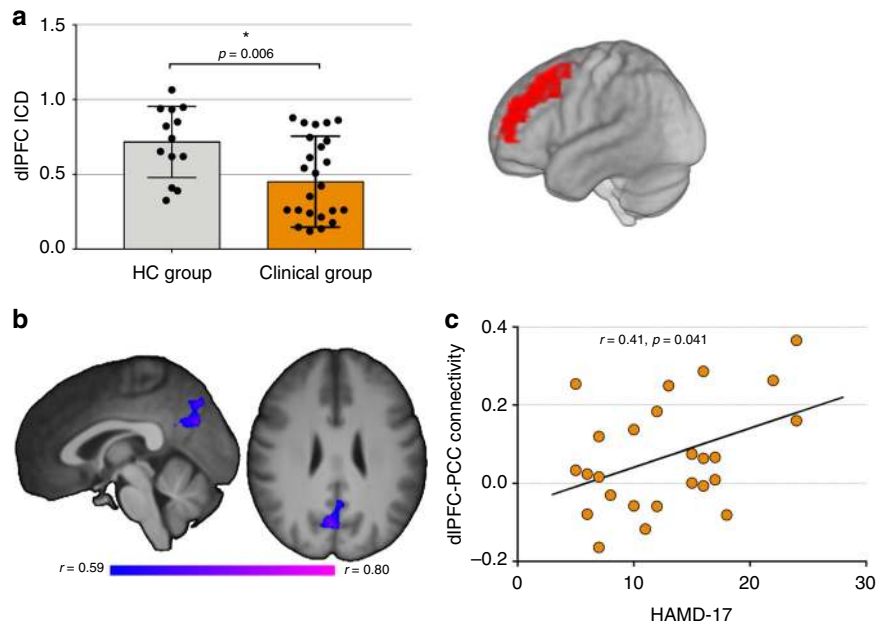 a
1.5
1.0
0.5
0.0
dlPFC ICD
*
p = 0.006
HC group
Clinical group
b
r = 0.59
r = 0.80
c
0.4
0.2
0.0
–0.2
dlPFC-PCC connectivity
r = 0.41, p = 0.041
0
10
20
30
HAMD-17